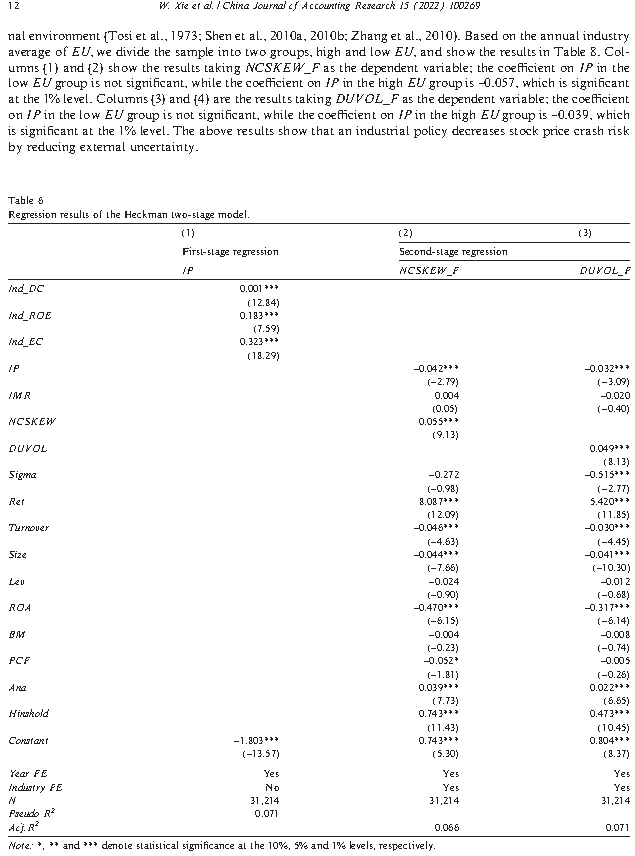 12 W. Xie et al. / China Journal of Accounting Research 15 (2022) 100269
nal environment (Tosi et al., 1973; Shen et al., 2010a, 2010b; Zhang et al., 2010). Based on the annual industry
average of EU, we divide the sample into two groups, high and low EU, and show the results in Table 8. Col-
umns (1) and (2) show the results taking NCSKEW_F as the dependent variable; the coefficient on IP in the
low EU group is not significant, while the coefficient on IP in the high EU group is –0.057, which is significant
at the 1% level. Columns (3) and (4) are the results taking DUVOL_F as the dependent variable; the coefficient
on IP in the low EU group is not significant, while the coefficient on IP in the high EU group is –0.039, which
is significant at the 1% level. The above results show that an industrial policy decreases stock price crash risk
by reducing external uncertainty.
Table 6
Regression results of the Heckman two-stage model.
(1) (2) (3)
First-stage regression Second-stage regression
IP NCSKEW_F DUVOL_F
Ind_DC 0.001***
(12.84)
Ind_ROE 0.183***
(7.59)
Ind_EC 0.323***
(18.29)
IP –0.042*** –0.032***
(–2.79) (–3.09)
IMR 0.004 –0.020
(0.05) (–0.40)
NCSKEW 0.055***
(9.13)
DUVOL 0.049***
(8.13)
Sigma –0.272 –0.515***
(–0.98) (–2.77)
Ret 8.087*** 5.420***
(12.09) (11.85)
Turnover –0.046*** –0.030***
(–4.63) (–4.45)
Size –0.044*** –0.041***
(–7.66) (–10.30)
Lev –0.024 –0.012
(–0.90) (–0.68)
ROA –0.470*** –0.317***
(–6.15) (–6.14)
BM –0.004 –0.008
(–0.23) (–0.74)
PCF –0.052* –0.005
(–1.81) (–0.26)
Ana 0.039*** 0.022***
(7.73) (6.65)
Hinshold 0.743*** 0.473***
(11.43) (10.45)
Constant –1.803*** 0.743*** 0.804***
(–13.57) (5.30) (8.37)
Year FE Yes Yes Yes
Industry FE No Yes Yes
N 31,214 31,214 31,214
Pseudo R² 0.071
Adj. R² 0.066 0.071
Note: *, ** and *** denote statistical significance at the 10%, 5% and 1% levels, respectively.